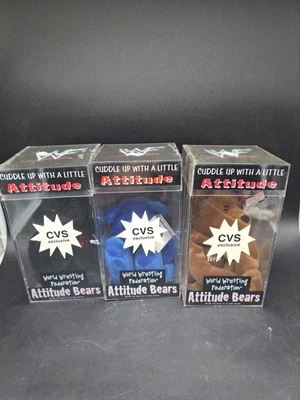 CUDDLE UP WITH A LITTLE
Attitude
CVS
exclusive
World Wrestling
Federation
Attitude Bears
CUDDLE UP WITH A LITTLE
Attitude
CVS
exclusive
World Wrestling
Federation
Attitude Bears
CUDDLE UP WITH A LITTLE
Attitude
CVS
exclusive
World Wrestling
Federation
Attitude Bears